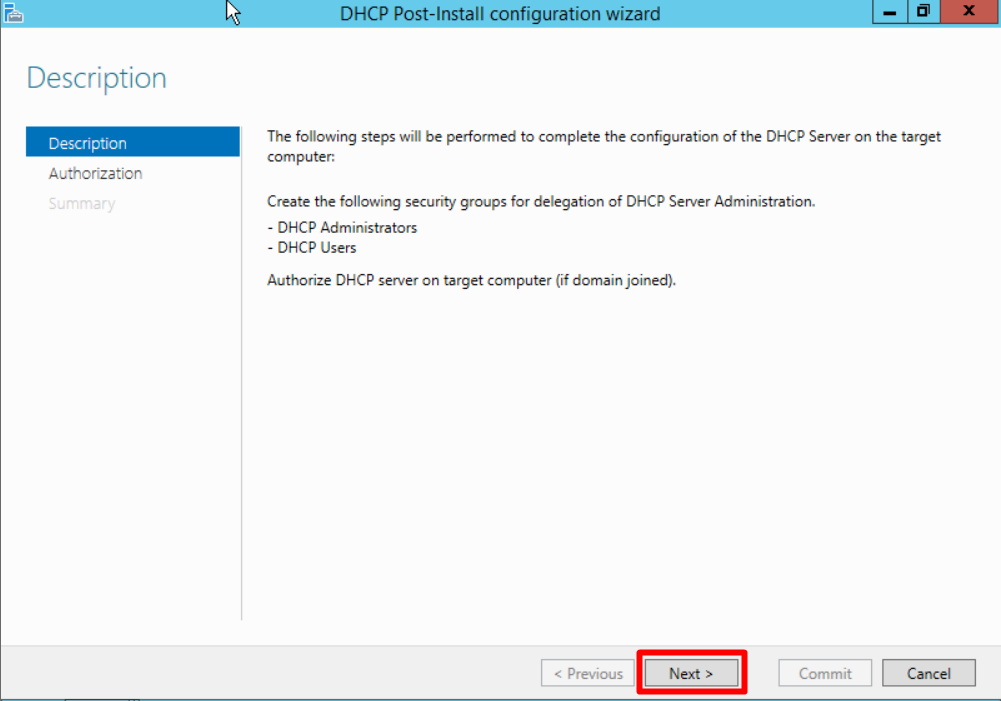 DHCP Post-Install configuration wizard
Description
Description
Authorization
Summary
The following steps will be performed to complete the configuration of the DHCP Server on the target
computer:
Create the following security groups for delegation of DHCP Server Administration.
- DHCP Administrators
- DHCP Users
Authorize DHCP server on target computer (if domain joined).
< Previous
Next >
Commit
Cancel